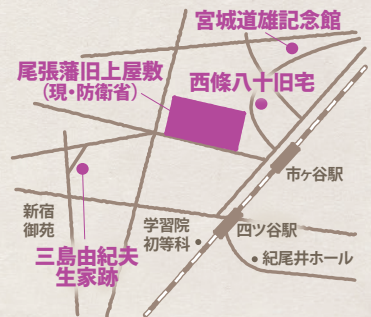 宮城道雄記念館
尾張藩旧上屋敷
（現・防衛省）
西條八十旧宅
市ヶ谷駅
新宿
御苑
学習院
初等科
四ツ谷駅
三島由紀夫
生家跡
紀尾井ホール